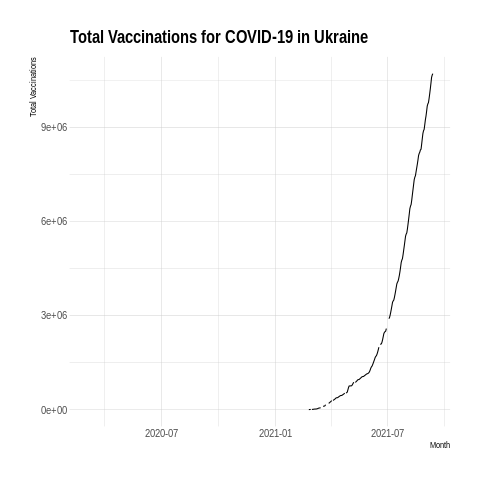 Total Vaccinations for COVID-19 in Ukraine
Total Vaccinations
9e+06
6e+06
3e+06
0e+00
2020-07 2021-01 2021-07
Month